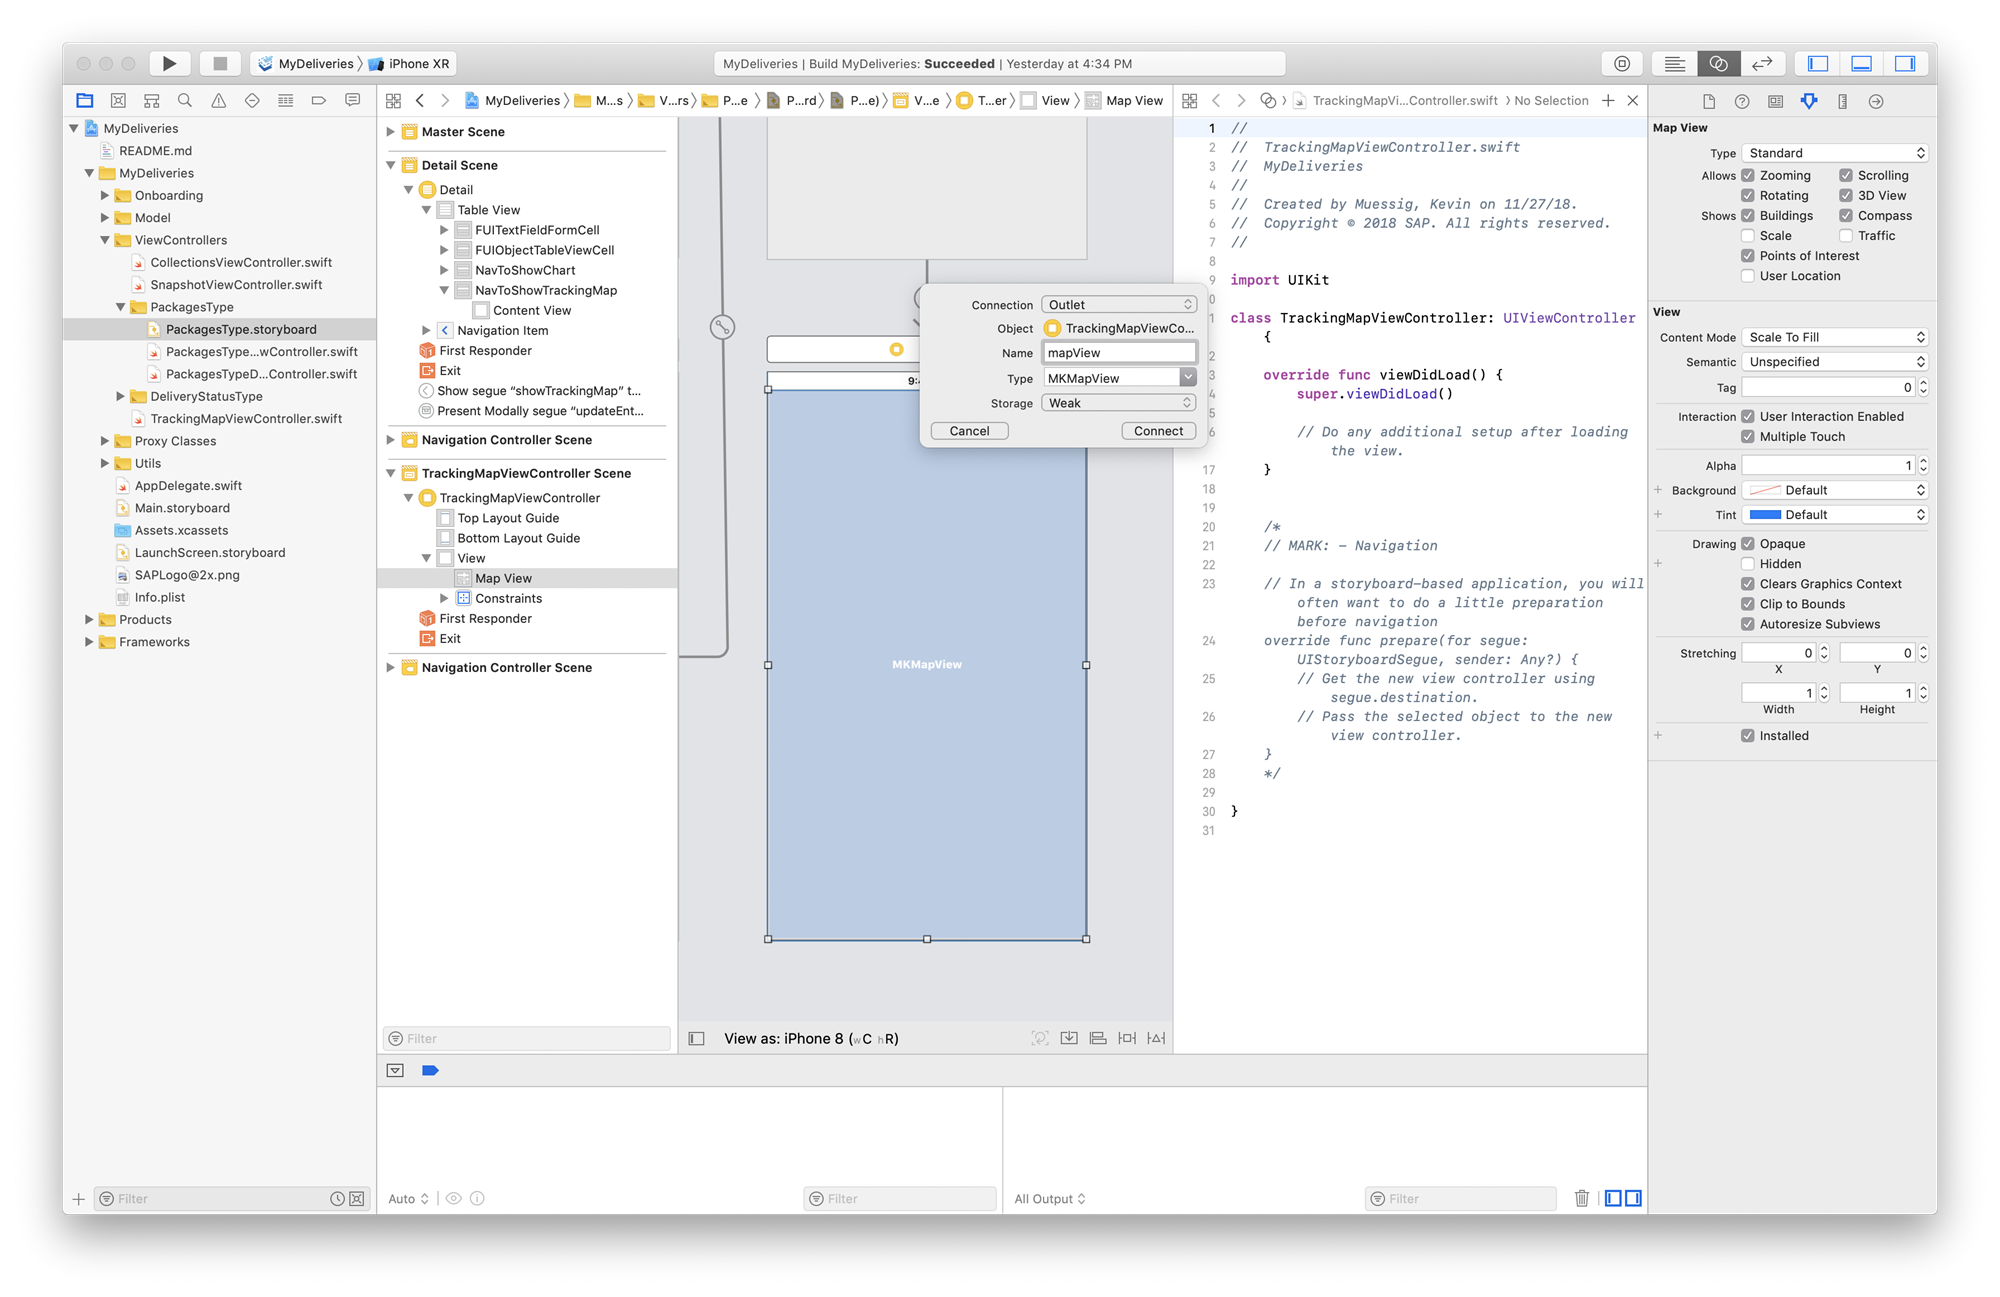 MyDeliveries
iPhone XR
MyDeliveries | Build MyDeliveries: Succeeded | Yesterday at 4:34 PM
MyDeliveries
README.md
MyDeliveries
Onboarding
Model
ViewControllers
CollectionsViewController.swift
SnapshotViewController.swift
PackagesType
PackagesType.storyboard
PackagesType...wController.swift
PackagesTypeD...Controller.swift
DeliveryStatusType
TrackingMapViewController.swift
Proxy Classes
Utils
AppDelegate.swift
Main.storyboard
Assets.xcassets
LaunchScreen.storyboard
SAPLogo@2x.png
Info.plist
Products
Frameworks
Filter
MyDeliveries
M...s
V...rs
P...e
P...rd
P...e)
V...e
T...er
View
Map View
Master Scene
Detail Scene
Detail
Table View
FUITextFieldFormCell
FUIObjectTableViewCell
NavToShowChart
NavToShowTrackingMap
Content View
Navigation Item
First Responder
Exit
Show segue “showTrackingMap” t...
Present Modally segue “updateEnt...
Navigation Controller Scene
TrackingMapViewController Scene
TrackingMapViewController
Top Layout Guide
Bottom Layout Guide
View
Map View
Constraints
First Responder
Exit
Navigation Controller Scene
Filter
Connection Outlet
Object TrackingMapViewCo...
Name mapView
Type MKMapView
Storage Weak
Cancel
Connect
MKMapView
View as: iPhone 8 (wC hR)
TrackingMapVi...Controller.swift
No Selection
1 //
2 //  TrackingMapViewController.swift
3 //  MyDeliveries
4 //
5 //  Created by Muessig, Kevin on 11/27/18.
6 //  Copyright © 2018 SAP. All rights reserved.
7 //
8
9 import UIKit
0
1 class TrackingMapViewController: UIViewController
{
2
3 override func viewDidLoad() {
4 super.viewDidLoad()
5
6 // Do any additional setup after loading
the view.
17 }
18
19
20 /*
21 // MARK: - Navigation
22
23 // In a storyboard-based application, you will
often want to do a little preparation
before navigation
24 override func prepare(for segue:
UIStoryboardSegue, sender: Any?) {
25 // Get the new view controller using
segue.destination.
26 // Pass the selected object to the new
view controller.
27 }
28 */
29
30 }
31
Map View
Type Standard
Allows Zooming Scrolling
Rotating 3D View
Shows Buildings Compass
Scale Traffic
Points of Interest
User Location
View
Content Mode Scale To Fill
Semantic Unspecified
Tag 0
Interaction User Interaction Enabled
Multiple Touch
Alpha 1
Background Default
Tint Default
Drawing Opaque
Hidden
Clears Graphics Context
Clip to Bounds
Autoresize Subviews
Stretching 0 0
X Y
1 1
Width Height
Installed
Auto
Filter
All Output
Filter